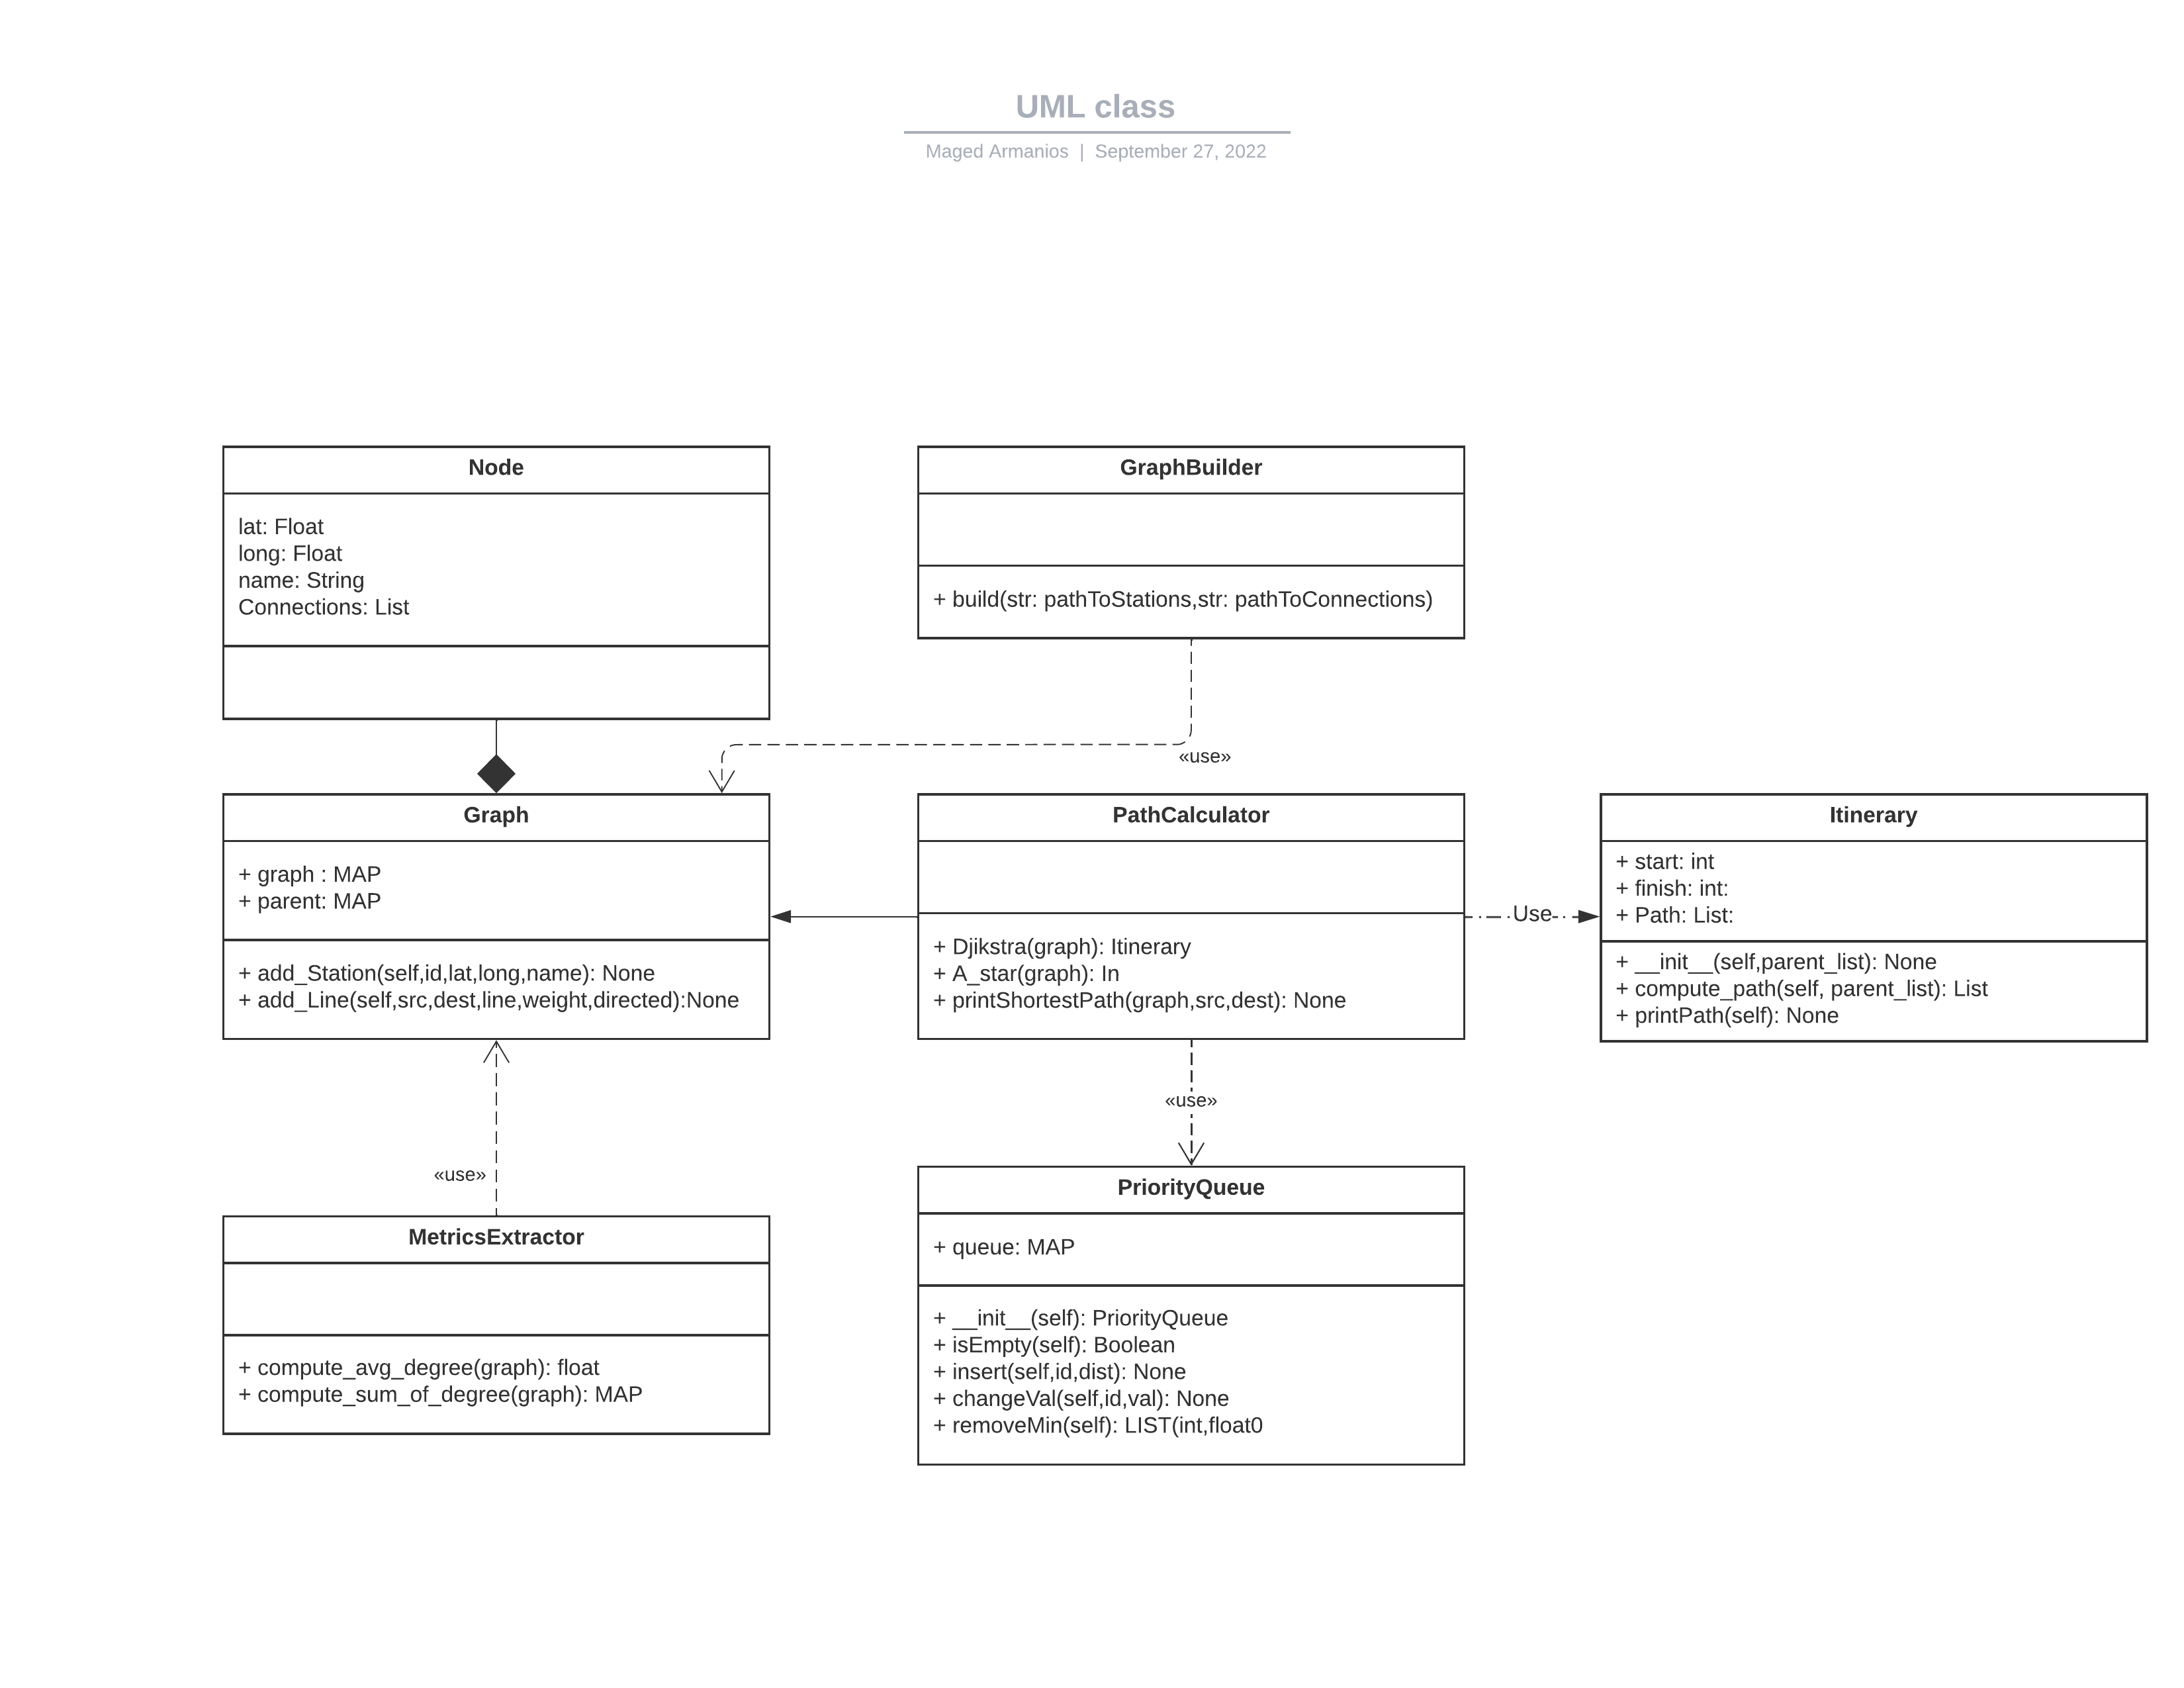 UML class
Maged Armanios | September 27, 2022
Node
lat: Float
long: Float
name: String
Connections: List
GraphBuilder
+ build(str: pathToStations,str: pathToConnections)
«use»
Graph
+ graph : MAP
+ parent: MAP
+ add_Station(self,id,lat,long,name): None
+ add_Line(self,src,dest,line,weight,directed):None
PathCalculator
+ Djikstra(graph): Itinerary
+ A_star(graph): In
+ printShortestPath(graph,src,dest): None
Use
Itinerary
+ start: int
+ finish: int:
+ Path: List:
+ __init__(self,parent_list): None
+ compute_path(self, parent_list): List
+ printPath(self): None
«use»
«use»
MetricsExtractor
+ compute_avg_degree(graph): float
+ compute_sum_of_degree(graph): MAP
PriorityQueue
+ queue: MAP
+ __init__(self): PriorityQueue
+ isEmpty(self): Boolean
+ insert(self,id,dist): None
+ changeVal(self,id,val): None
+ removeMin(self): LIST(int,float0